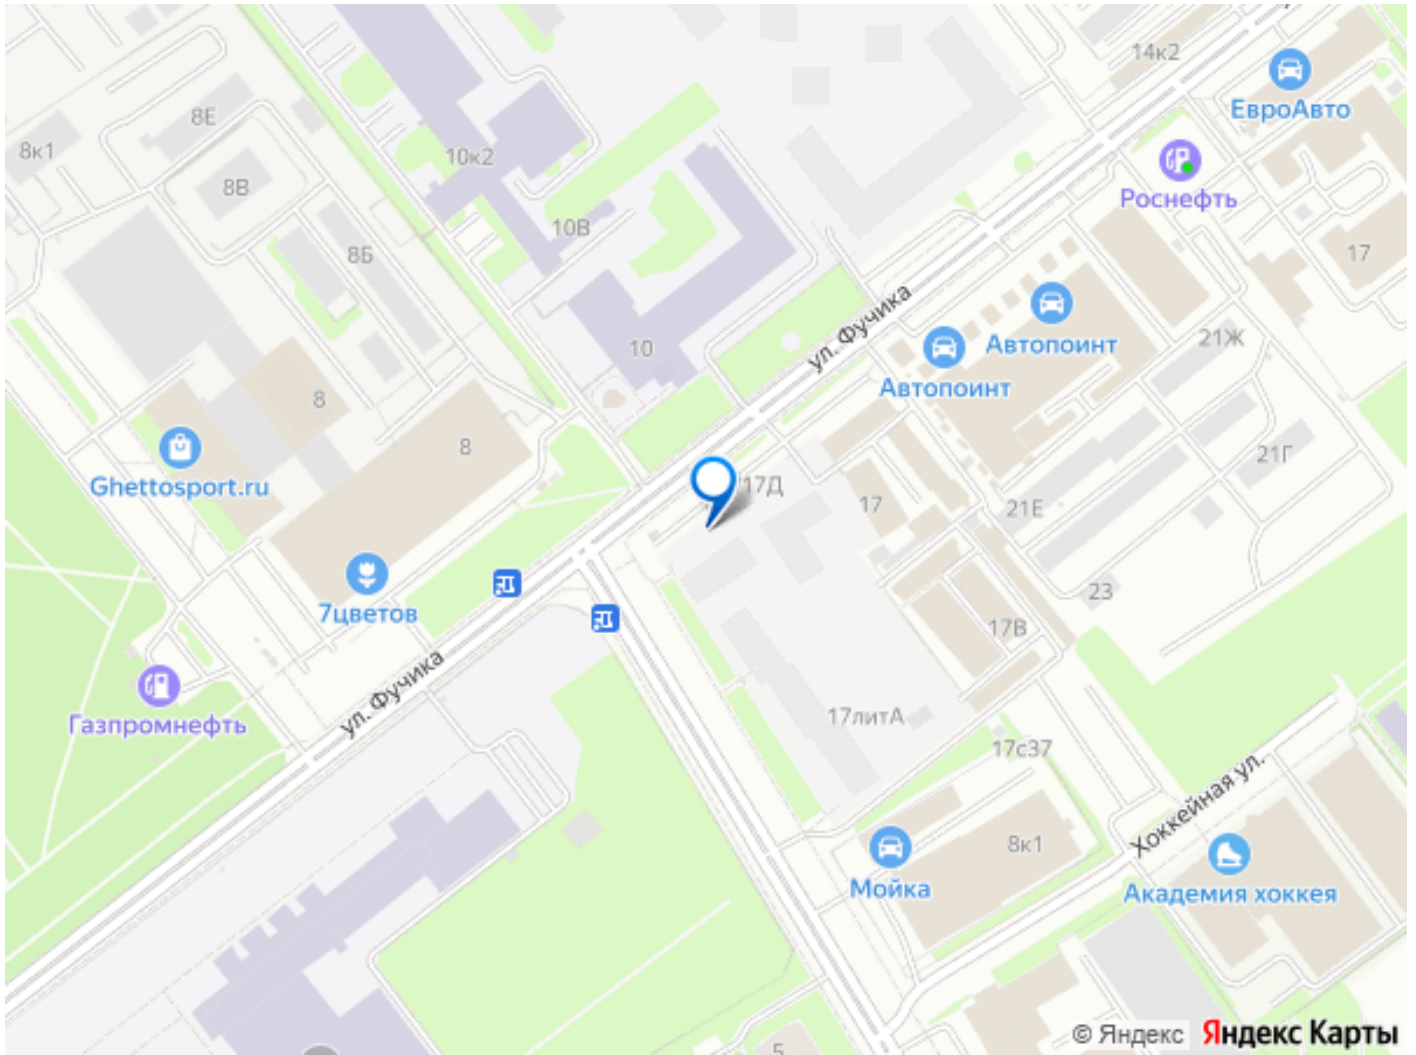 14к2
ЕвроАвто
8Е
8к1
10к2
8В
Роснефть
10В
8Б
17
ул. Фучика
Автопоинт
21Ж
10
Автопоинт
8
8
21Г
Ghettosport.ru
17Д
17
21Е
23
7цветов
17В
ул. Фучика
Газпромнефть
17литА
17с37
Хоккейная ул.
8к1
Мойка
Академия хоккея
5
© Яндекс Яндекс Карты